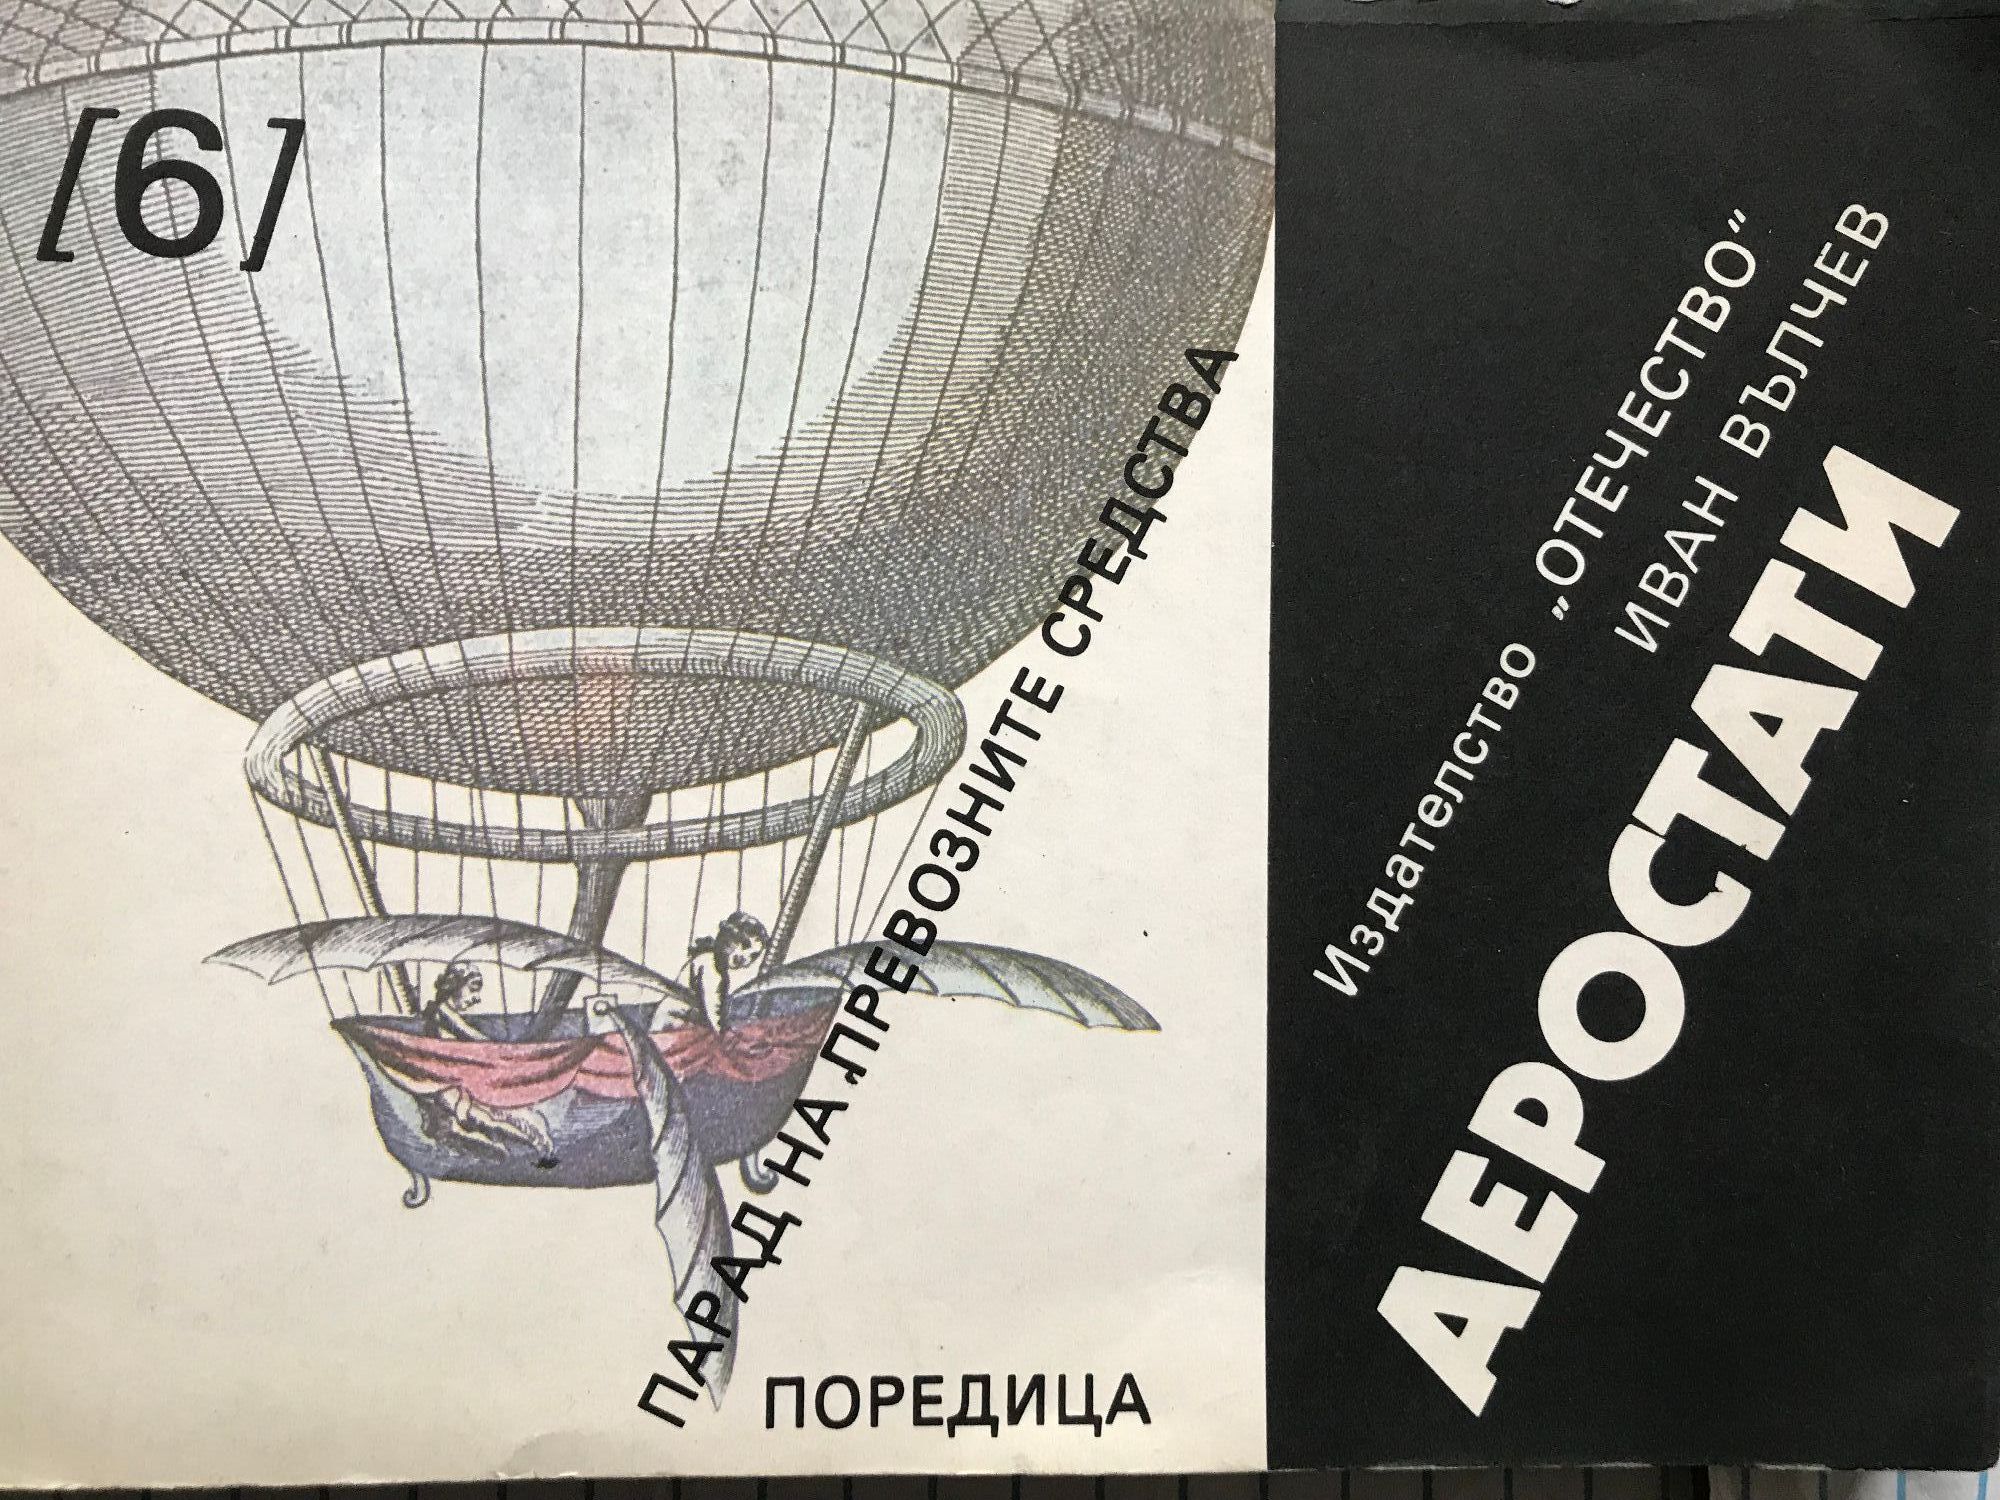 [6]
ПОРЕДИЦА
ПАРАД НА ПРЕВОЗНИТЕ СРЕДСТВА
Издателство „ОТЕЧЕСТВО“
ИВАН ВЪЛЧЕВ
АЕРОСТАТИ